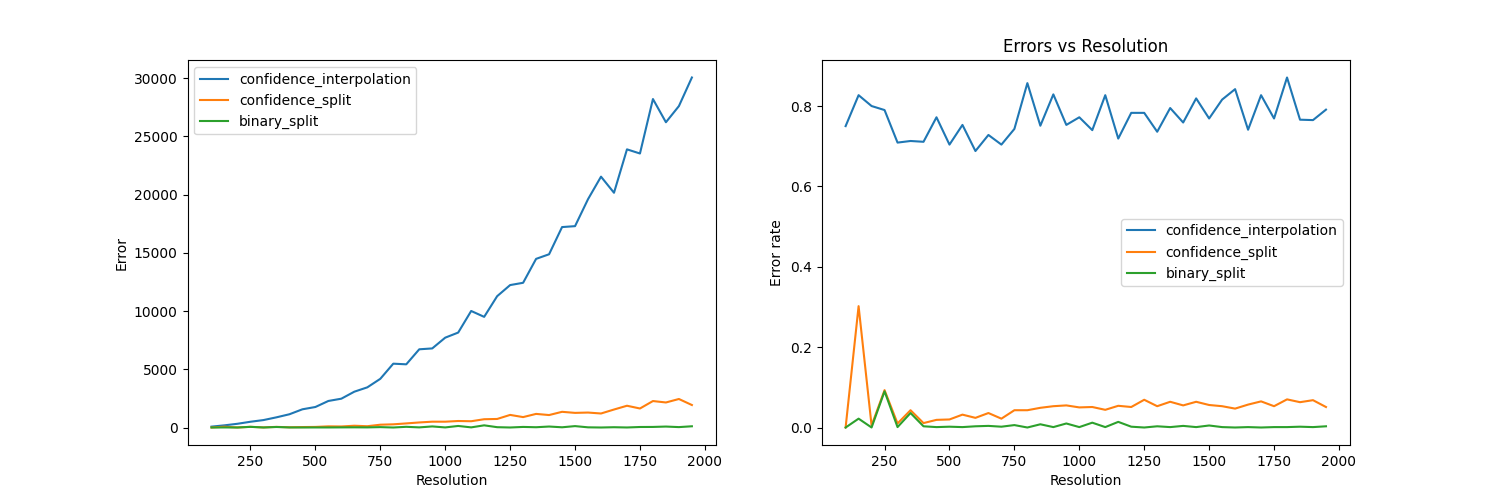 confidence_interpolation
confidence_split
binary_split
30000
25000
20000
15000
10000
5000
0
Error
250 500 750 1000 1250 1500 1750 2000
Resolution
Errors vs Resolution
0.8
0.6
0.4
0.2
0.0
Error rate
confidence_interpolation
confidence_split
binary_split
250 500 750 1000 1250 1500 1750 2000
Resolution